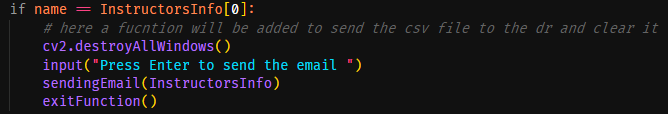 if name == InstructorsInfo[0]:
# here a fucntion will be added to send the csv file to the dr and clear it
cv2.destroyAllWindows()
input("Press Enter to send the email ")
sendingEmail(InstructorsInfo)
exitFunction()